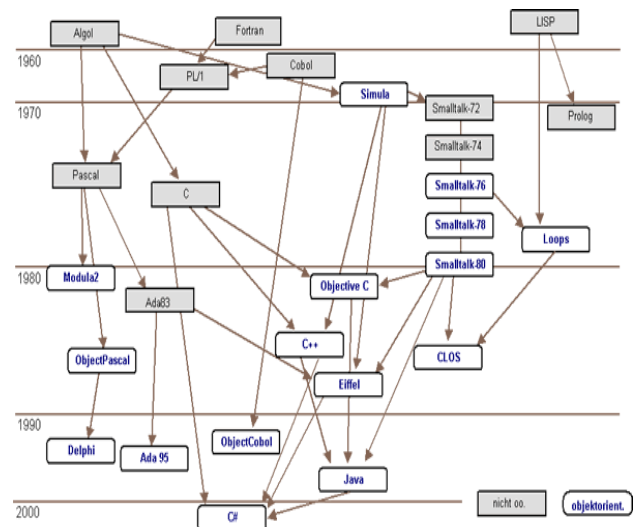 Algol
Fortran
LISP
1960
PL/1
Cobol
Simula
Smalltalk-72
1970
Prolog
Smalltalk-74
Pascal
C
Smalltalk-76
Smalltalk-78
Loops
Smalltalk-80
1980
Modula2
Objective C
Ada83
C++
ObjectPascal
CLOS
Eiffel
1990
ObjectCobol
Delphi
Ada 95
Java
2000
C#
nicht oo.
objektorient.